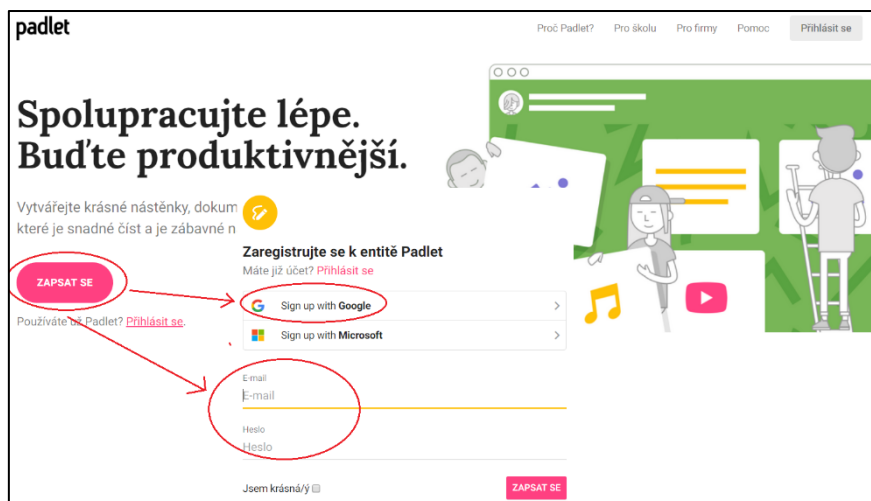 padlet
Proč Padlet?
Pro školu
Pro firmy
Pomoc
Přihlásit se
Spolupracujte lépe.
Buďte produktivnější.
Vytvářejte krásné nástěnky, dokum
které je snadné číst a je zábavné n
ZAPSAT SE
Používáte už Padlet? Přihlásit se.
Zaregistrujte se k entitě Padlet
Máte již účet? Přihlásit se
Sign up with Google
Sign up with Microsoft
E-mail
E-mail
Heslo
Heslo
Jsem krásná/ý
ZAPSAT SE